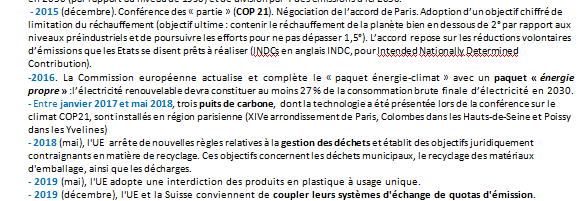 - 2015 (décembre), Conférence des « partie » (COP 21). Négociation de l'accord de Paris. Adoption d'un objectif chiffré de
limitation du réchauffement (objectif ultime : contenir le réchauffement de la planète bien en dessous de 2° par rapport aux
niveaux préindustriels et de poursuivre les efforts pour ne pas dépasser 1,5°). L'accord repose sur les réductions volontaires
d'émissions que les Etats se disent prêts à réaliser (INDCs en anglais INDC, pour Intended Nationally Determined
Contribution).
-2016. La Commission européenne actualise et complète le « paquet énergie-climat » avec un paquet « énergie
propre » :l'électricité renouvelable devra constituer au moins 27 % de la consommation brute finale d'électricité en 2030.
- Entre janvier 2017 et mai 2018, trois puits de carbone, dont la technologie a été présentée lors de la conférence sur le
climat COP21, sont installés en région parisienne (XIVe arrondissement de Paris, Colombes dans les Hauts-de-Seine et Poissy
dans les Yvelines)
- 2018 (mai), l'UE arrête de nouvelles règles relatives à la gestion des déchets et établit des objectifs juridiquement
contraignants en matière de recyclage. Ces objectifs concernent les déchets municipaux, le recyclage des matériaux
d'emballage, ainsi que les décharges.
- 2019 (mai), l'UE adopte une interdiction des produits en plastique à usage unique.
- 2019 (décembre), l'UE et la Suisse conviennent de coupler leurs systèmes d'échange de quotas d'émission.